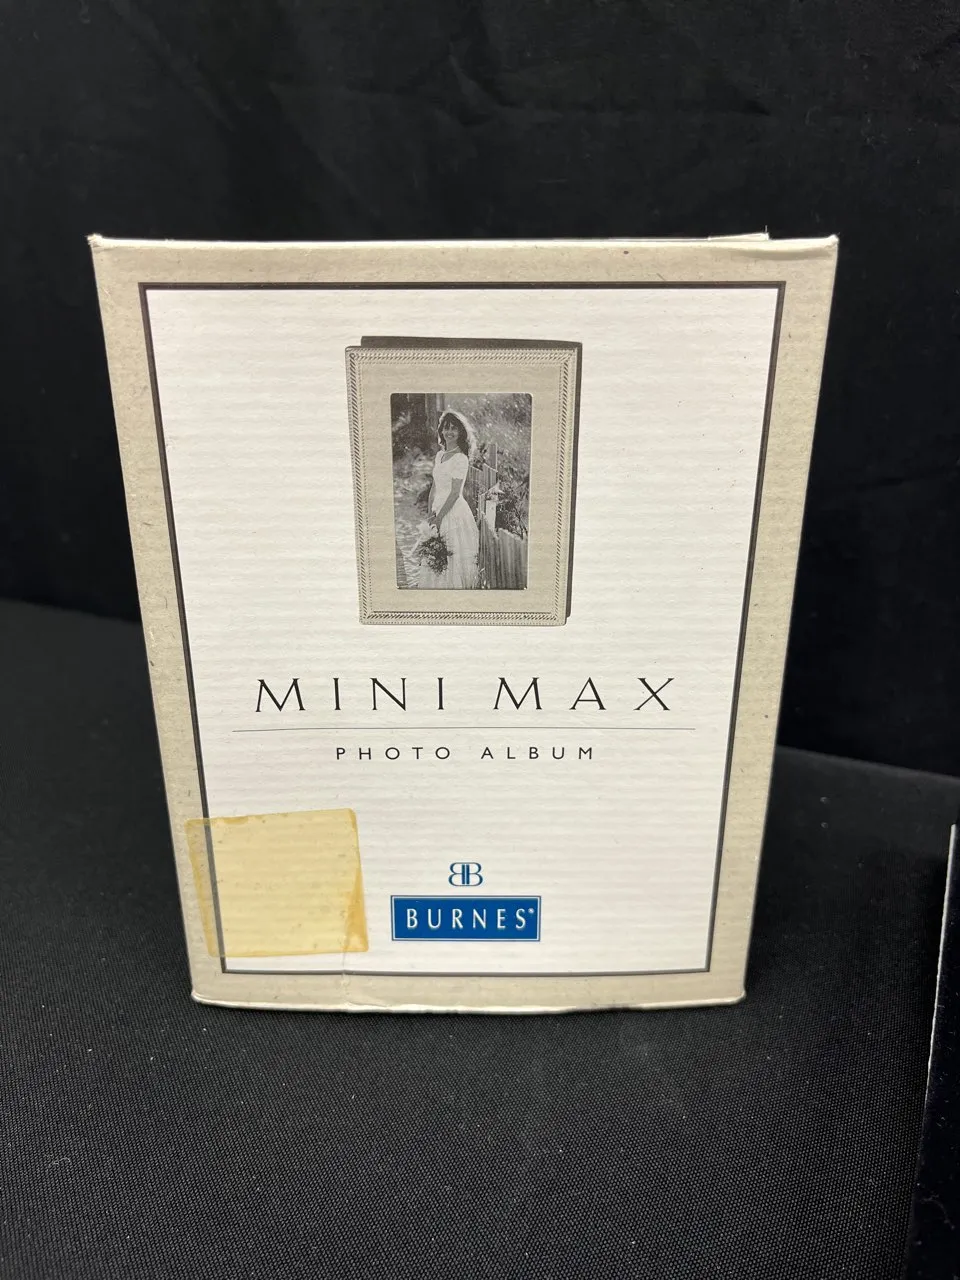 MINI MAX
PHOTO ALBUM
BB
BURNES®